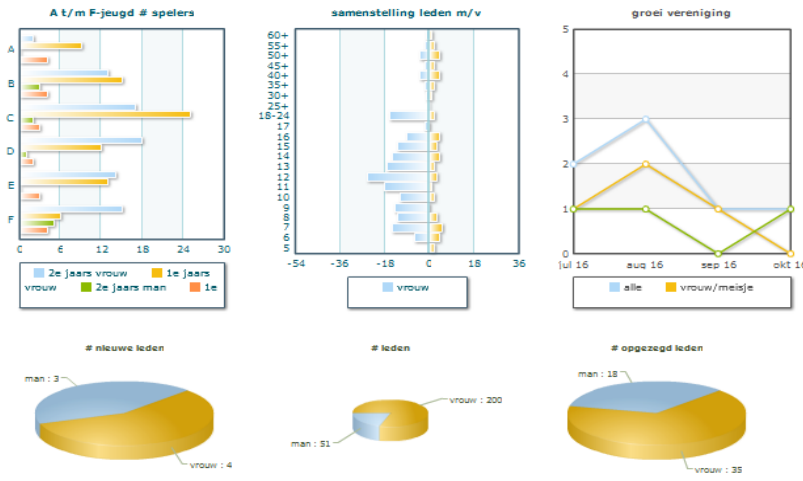 A t/m F-jeugd # spelers
A
B
C
D
E
F
0 6 12 18 24 30
2e jaars vrouw 1e jaars
vrouw 2e jaars man 1e
samenstelling leden m/v
60+
55+
50+
45+
40+
35+
30+
25+
18-24
17
16
15
14
13
12
11
10
9
8
7
6
5
-54 -36 -18 0 18 36
vrouw
groei vereniging
5
4
3
2
1
0
jul 16 aug 16 sep 16 okt 16
alle vrouw/meisje
# nieuwe leden
man : 3
vrouw : 4
# leden
vrouw : 200
man : 51
# opgezegd leden
man : 18
vrouw : 35